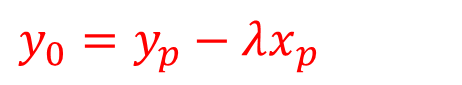 y₀ = yₚ − λxₚ